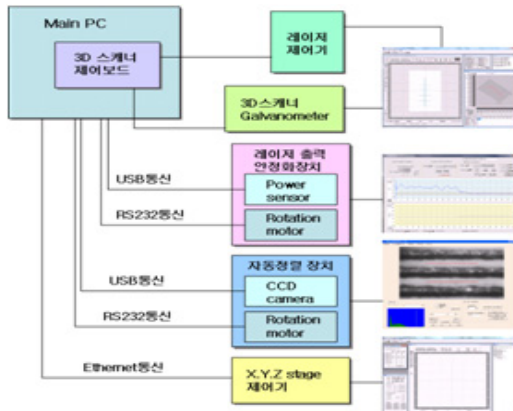 Main PC
3D 스캐너
제어보드
레이저
제어기
3D스캐너
Galvanometer
레이저 출력
안정화장치
USB통신
Power
sensor
RS232통신
Rotation
motor
자동정렬 장치
USB통신
CCD
camera
RS232통신
Rotation
motor
Ethernet통신
X,Y,Z stage
제어기